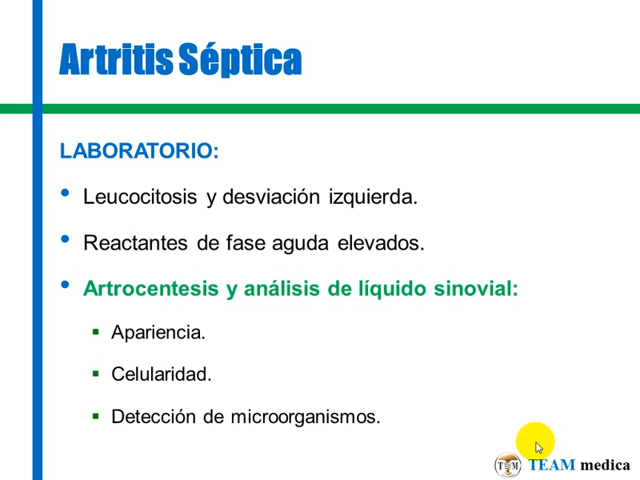 Artritis Séptica
LABORATORIO:
• Leucocitosis y desviación izquierda.
• Reactantes de fase aguda elevados.
• Artrocentesis y análisis de líquido sinovial:
▪ Apariencia.
▪ Celularidad.
▪ Detección de microorganismos.
TM TEAM medica